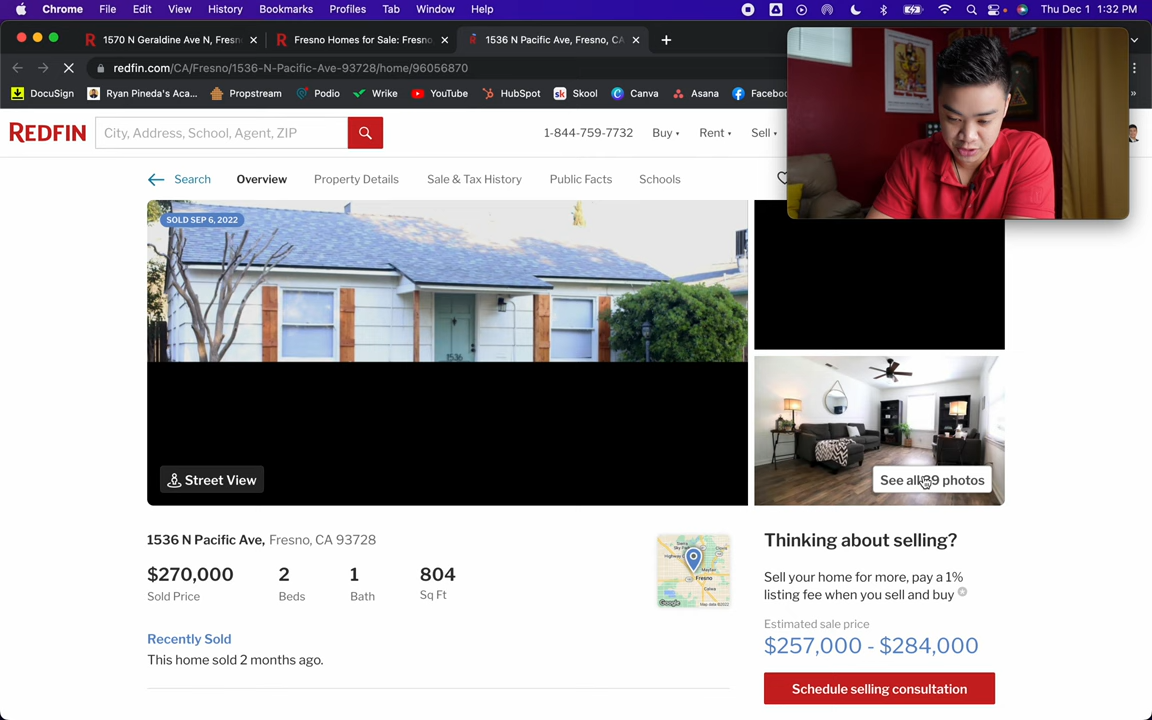 Chrome File Edit View History Bookmarks Profiles Tab Window Help Thu Dec 1 1:32 PM
1570 N Geraldine Ave N, Fresn Fresno Homes for Sale: Fresno, 1536 N Pacific Ave, Fresno, CA
redfin.com/CA/Fresno/1536-N-Pacific-Ave-93728/home/96056870
DocuSign Ryan Pineda's Aca... Propstream Podio Wrike YouTube HubSpot sk Skool Canva Asana Faceboo »
REDFIN City, Address, School, Agent, ZIP 1-844-759-7732 Buy Rent Sell
Search Overview Property Details Sale & Tax History Public Facts Schools
SOLD SEP 6, 2022
1536
Street View
See all 39 photos
1536 N Pacific Ave, Fresno, CA 93728
$270,000 2 1 804
Sold Price Beds Bath Sq Ft
Google
Fresno
Recently Sold
This home sold 2 months ago.
Thinking about selling?
Sell your home for more, pay a 1%
listing fee when you sell and buy
Estimated sale price
$257,000 - $284,000
Schedule selling consultation